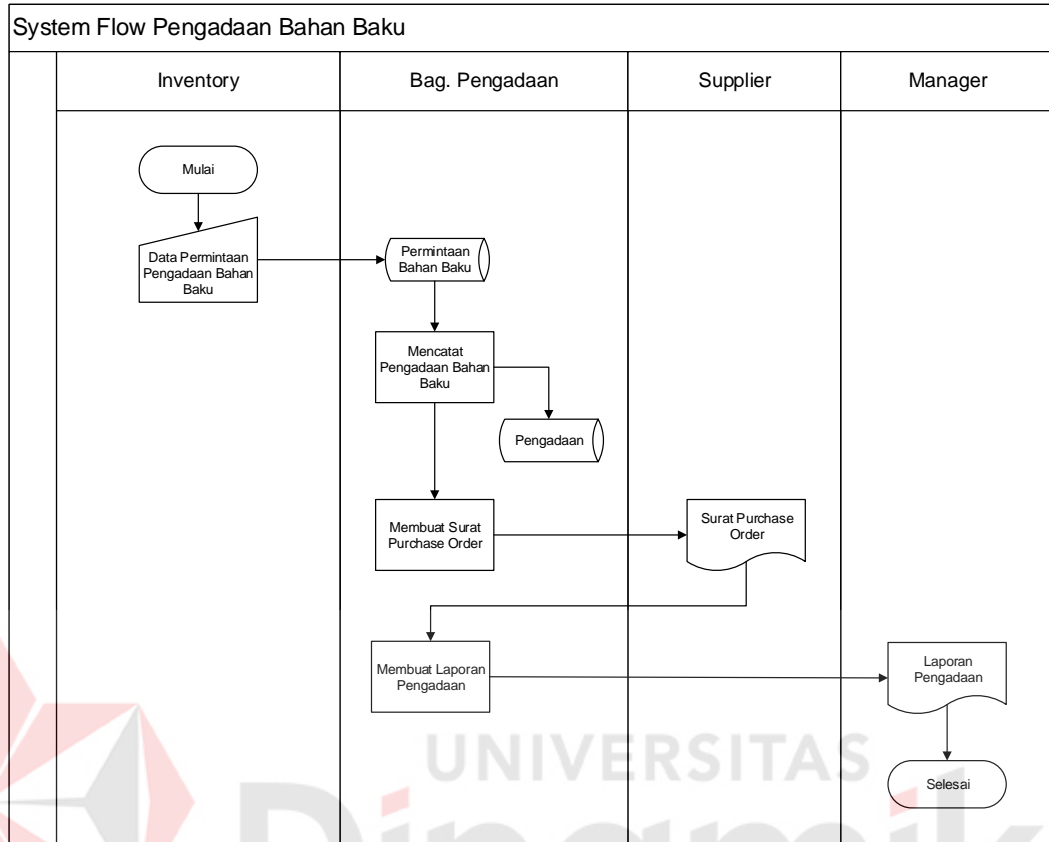 System Flow Pengadaan Bahan Baku
Inventory
Bag. Pengadaan
Supplier
Manager
Mulai
Data Permintaan
Pengadaan Bahan
Baku
Permintaan
Bahan Baku
Mencatat
Pengadaan Bahan
Baku
Pengadaan
Membuat Surat
Purchase Order
Surat Purchase
Order
Membuat Laporan
Pengadaan
Laporan
Pengadaan
Selesai
UNIVERSITAS